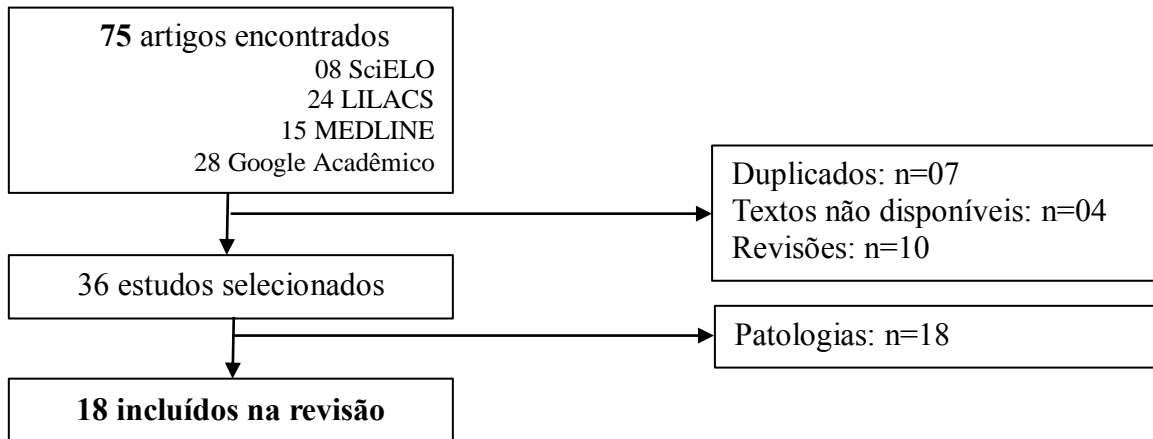 75 artigos encontrados
08 SciELO
24 LILACS
15 MEDLINE
28 Google Acadêmico
Duplicados: n=07
Textos não disponíveis: n=04
Revisões: n=10
36 estudos selecionados
Patologias: n=18
18 incluídos na revisão